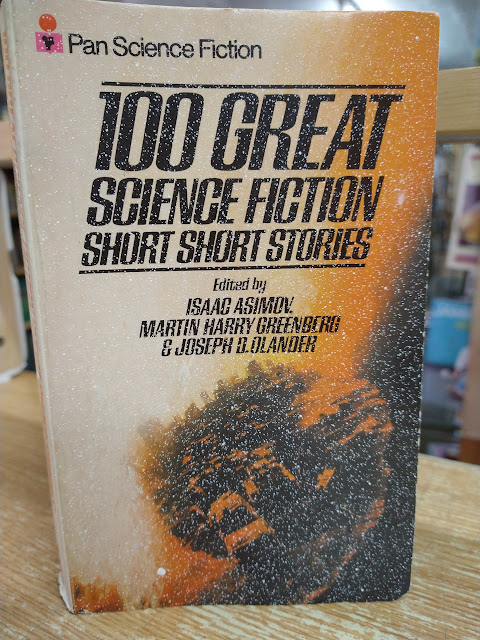 Pan Science Fiction
100 GREAT
SCIENCE FICTION
SHORT SHORT STORIES
Edited by
ISAAC ASIMOV,
MARTIN HARRY GREENBERG
& JOSEPH D. OLANDER